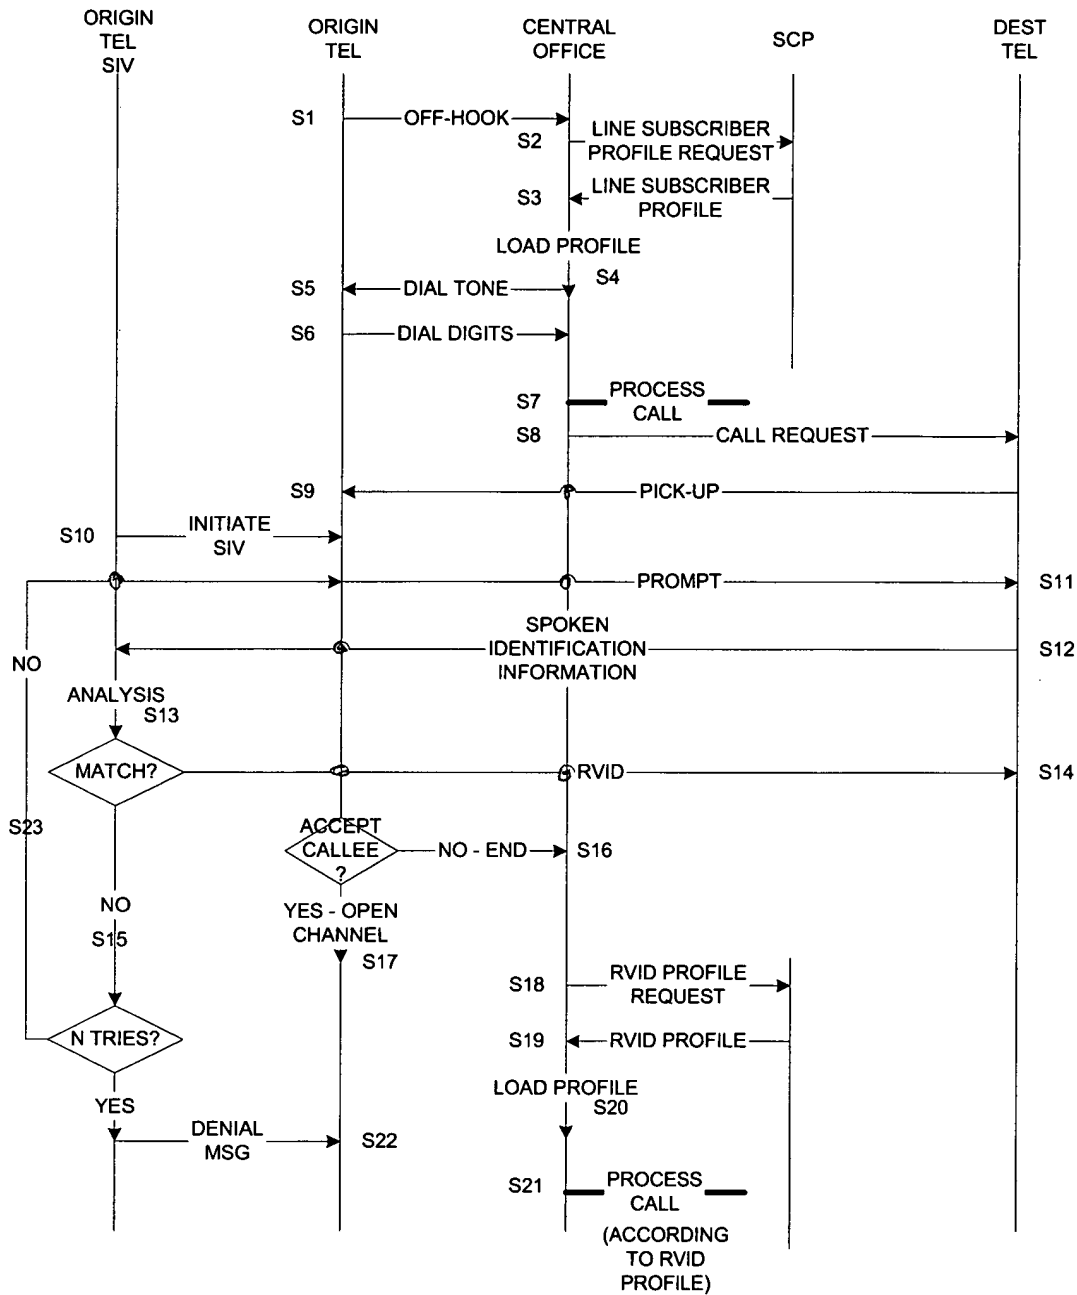 ORIGIN
TEL
SIV
ORIGIN
TEL
CENTRAL
OFFICE
SCP
DEST
TEL
S1
OFF-HOOK
S2
LINE SUBSCRIBER
PROFILE REQUEST
S3
LINE SUBSCRIBER
PROFILE
LOAD PROFILE
S4
S5
DIAL TONE
S6
DIAL DIGITS
S7
PROCESS
CALL
S8
CALL REQUEST
S9
PICK-UP
S10
INITIATE
SIV
PROMPT
S11
SPOKEN
IDENTIFICATION
INFORMATION
S12
NO
ANALYSIS
S13
MATCH?
RVID
S14
S23
ACCEPT
CALLEE
?
NO - END
S16
NO
S15
YES - OPEN
CHANNEL
S17
S18
RVID PROFILE
REQUEST
N TRIES?
S19
RVID PROFILE
LOAD PROFILE
S20
YES
DENIAL
MSG
S22
S21
PROCESS
CALL
(ACCORDING
TO RVID
PROFILE)